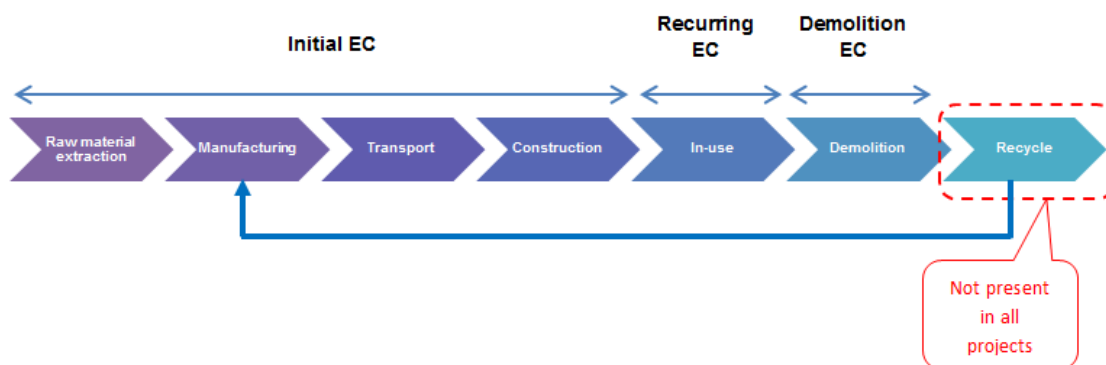 Initial EC
Recurring
EC
Demolition
EC
Raw material
extraction
Manufacturing
Transport
Construction
In-use
Demolition
Recycle
Not present
in all
projects